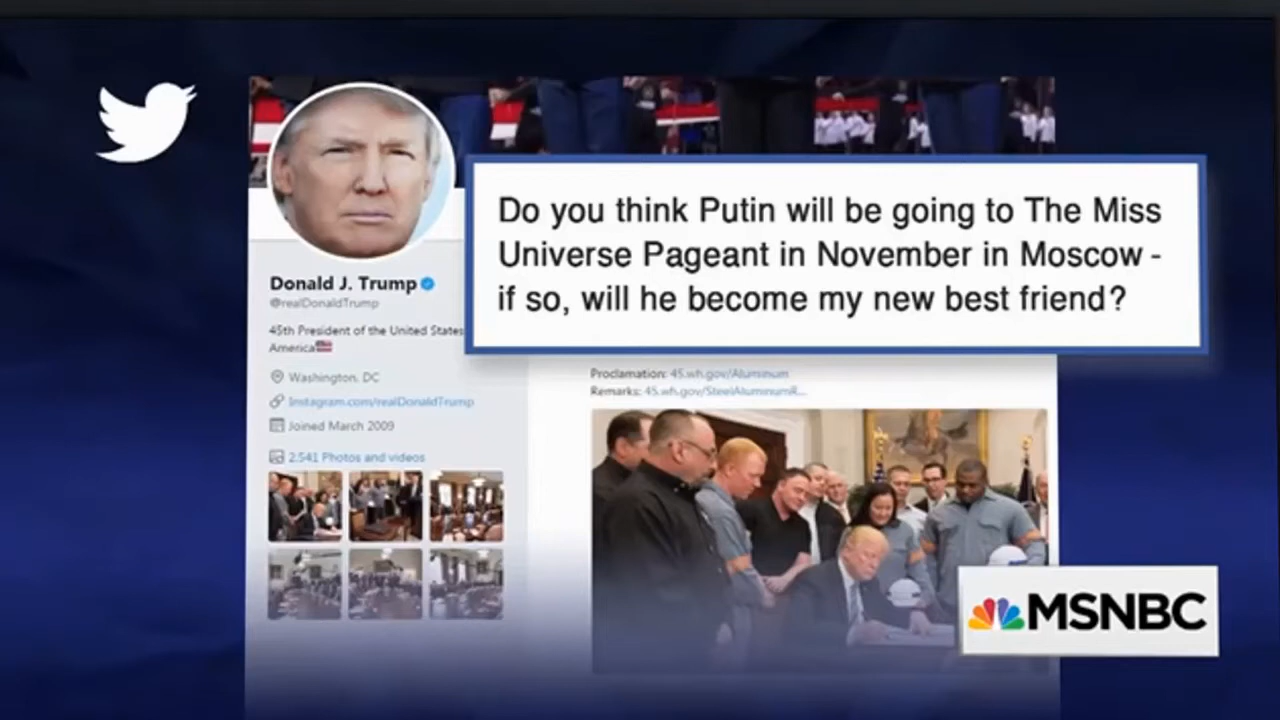 Do you think Putin will be going to The Miss
Universe Pageant in November in Moscow -
if so, will he become my new best friend?
Donald J. Trump
@realDonaldTrump
45th President of the United States
America
Washington, DC
Instagram.com/realDonaldTrump
Joined March 2009
2,541 Photos and videos
Proclamation: 45.wh.gov/Aluminum
Remarks: 45.wh.gov/SteelAluminumR...
MSNBC